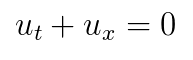 u_t + u_x = 0